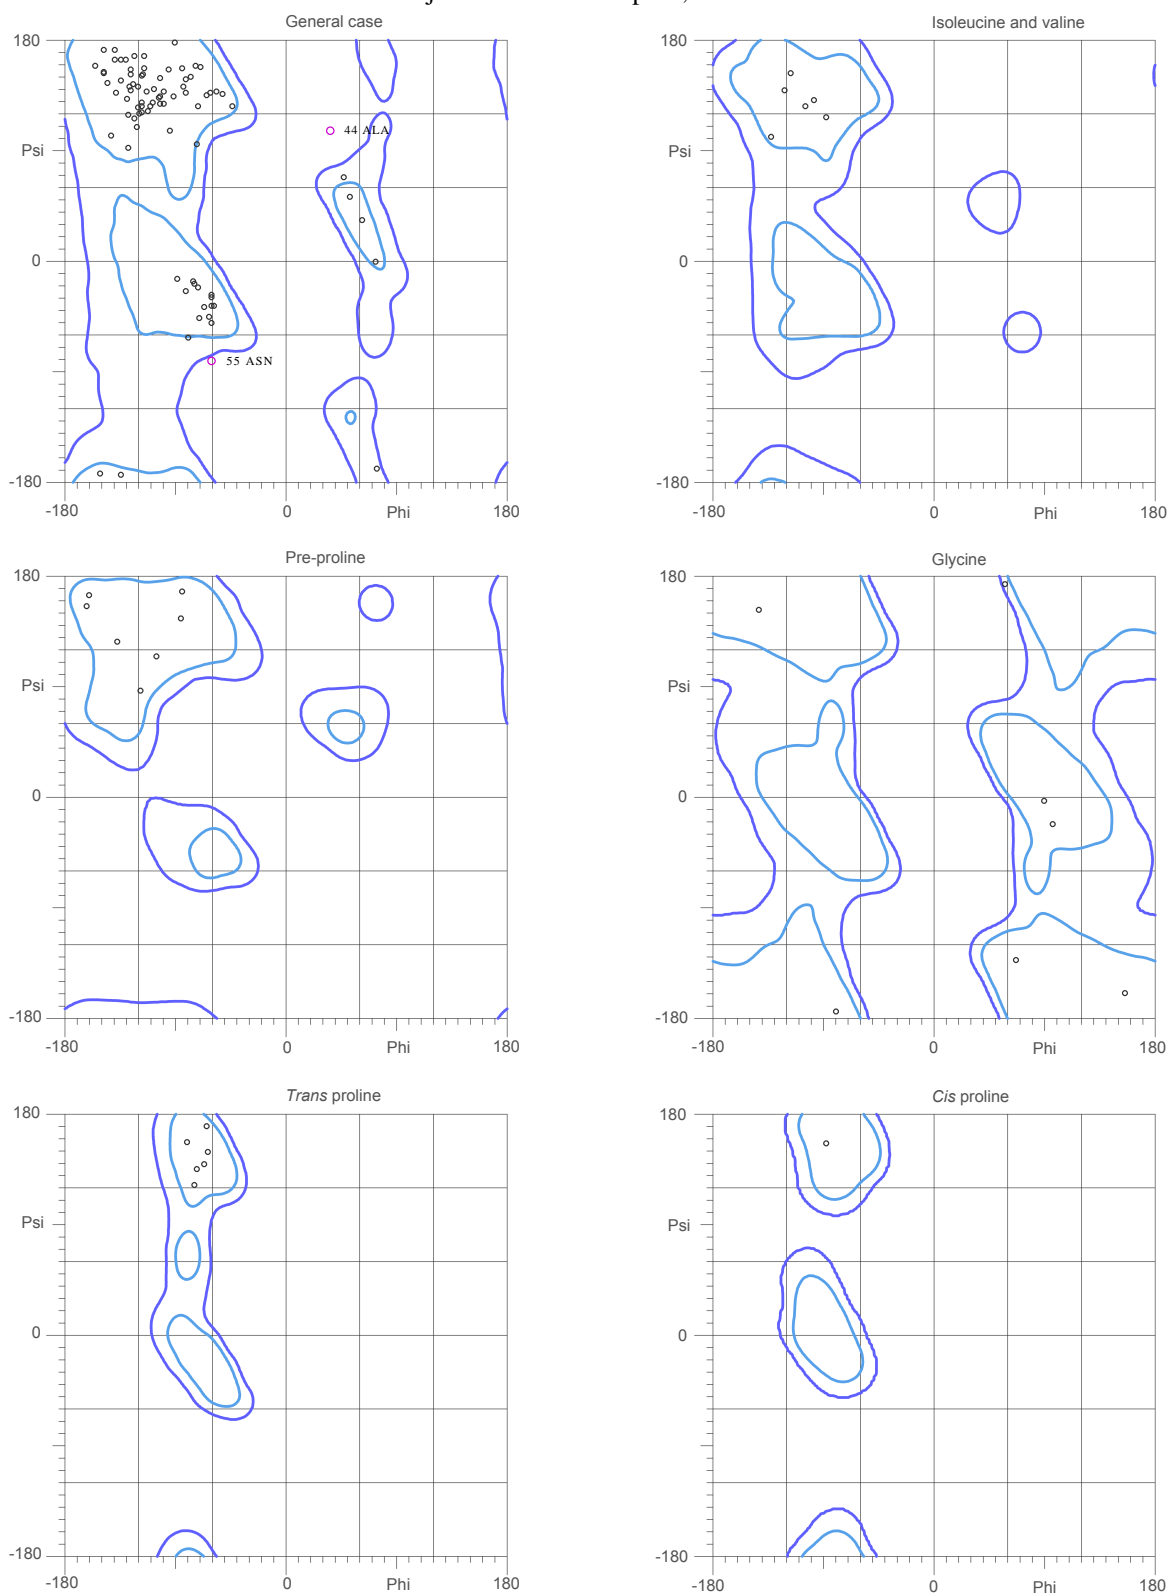 General case
Isoleucine and valine
180
180
44 ALA
Psi
Psi
0
0
55 ASN
-180
-180
-180
0
Phi
180
-180
0
Phi
180
Pre-proline
Glycine
180
180
Psi
Psi
0
0
-180
-180
-180
0
Phi
180
-180
0
Phi
180
Trans proline
Cis proline
180
180
Psi
Psi
0
0
-180
-180
-180
0
Phi
180
-180
0
Phi
180